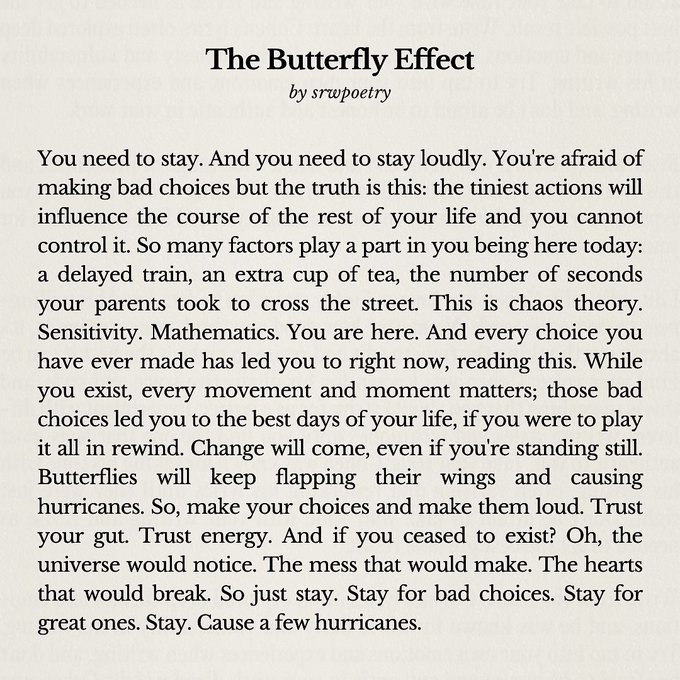 The Butterfly Effect
by srwpoetry
You need to stay. And you need to stay loudly. You're afraid of
making bad choices but the truth is this: the tiniest actions will
influence the course of the rest of your life and you cannot
control it. So many factors play a part in you being here today:
a delayed train, an extra cup of tea, the number of seconds
your parents took to cross the street. This is chaos theory.
Sensitivity. Mathematics. You are here. And every choice you
have ever made has led you to right now, reading this. While
you exist, every movement and moment matters; those bad
choices led you to the best days of your life, if you were to play
it all in rewind. Change will come, even if you're standing still.
Butterflies will keep flapping their wings and causing
hurricanes. So, make your choices and make them loud. Trust
your gut. Trust energy. And if you ceased to exist? Oh, the
universe would notice. The mess that would make. The hearts
that would break. So just stay. Stay for bad choices. Stay for
great ones. Stay. Cause a few hurricanes.